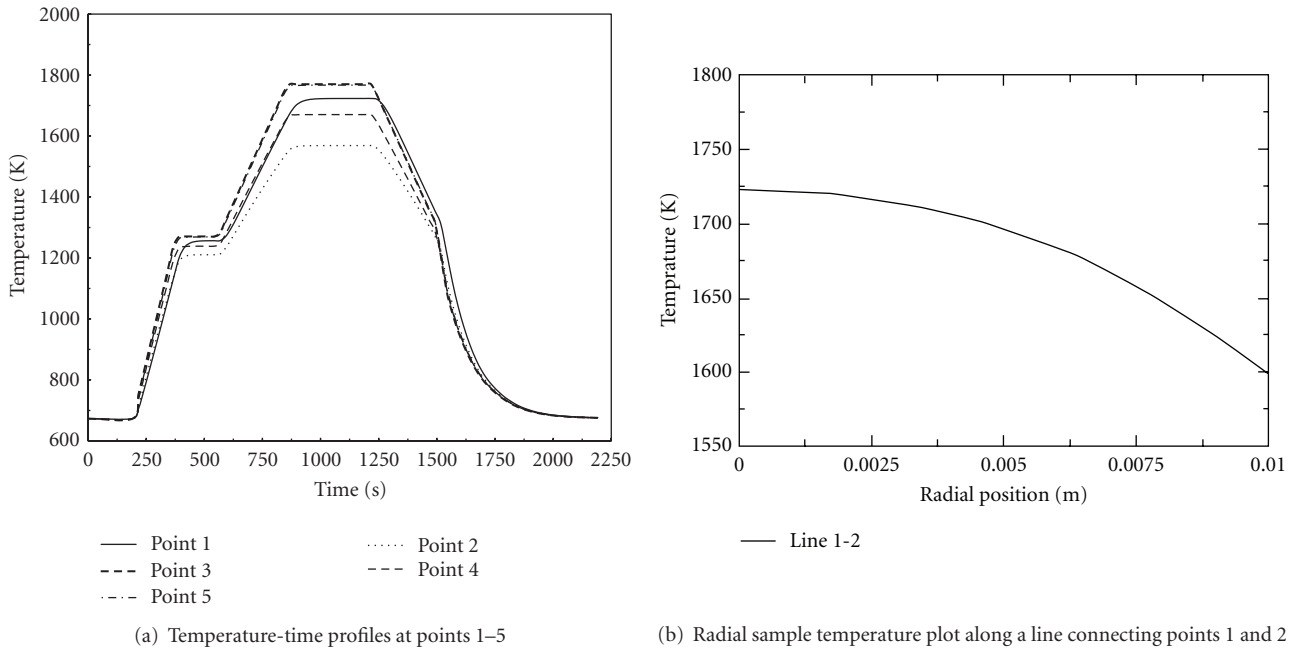 2000
1800
1600
1400
1200
1000
800
600
Temperature (K)
0 250 500 750 1000 1250 1500 1750 2000 2250
Time (s)
Point 1
Point 3
Point 5
Point 2
Point 4
(a) Temperature-time profiles at points 1–5
1800
1750
1700
1650
1600
1550
Temprature (K)
0 0.0025 0.005 0.0075 0.01
Radial position (m)
Line 1-2
(b) Radial sample temperature plot along a line connecting points 1 and 2